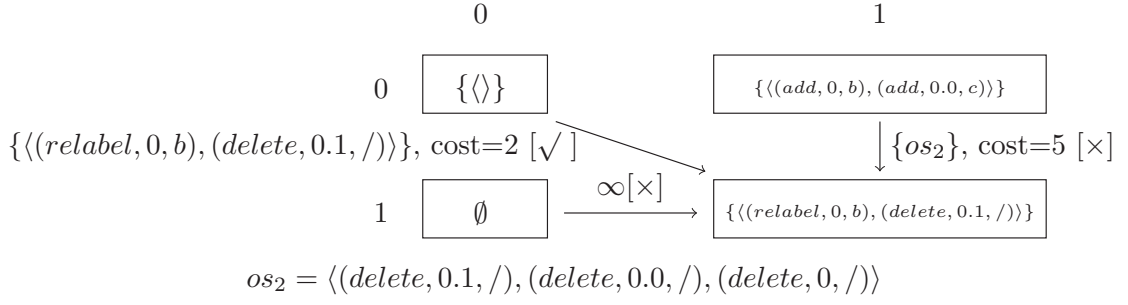 0 1
0 {⟨⟩} {⟨(add, 0, b), (add, 0.0, c)⟩}
{⟨(relabel, 0, b), (delete, 0.1, /)⟩}, cost=2 [√ ] {os₂}, cost=5 [×]
∞[×]
1 ∅ {⟨(relabel, 0, b), (delete, 0.1, /)⟩}
os₂ = ⟨(delete, 0.1, /), (delete, 0.0, /), (delete, 0, /)⟩